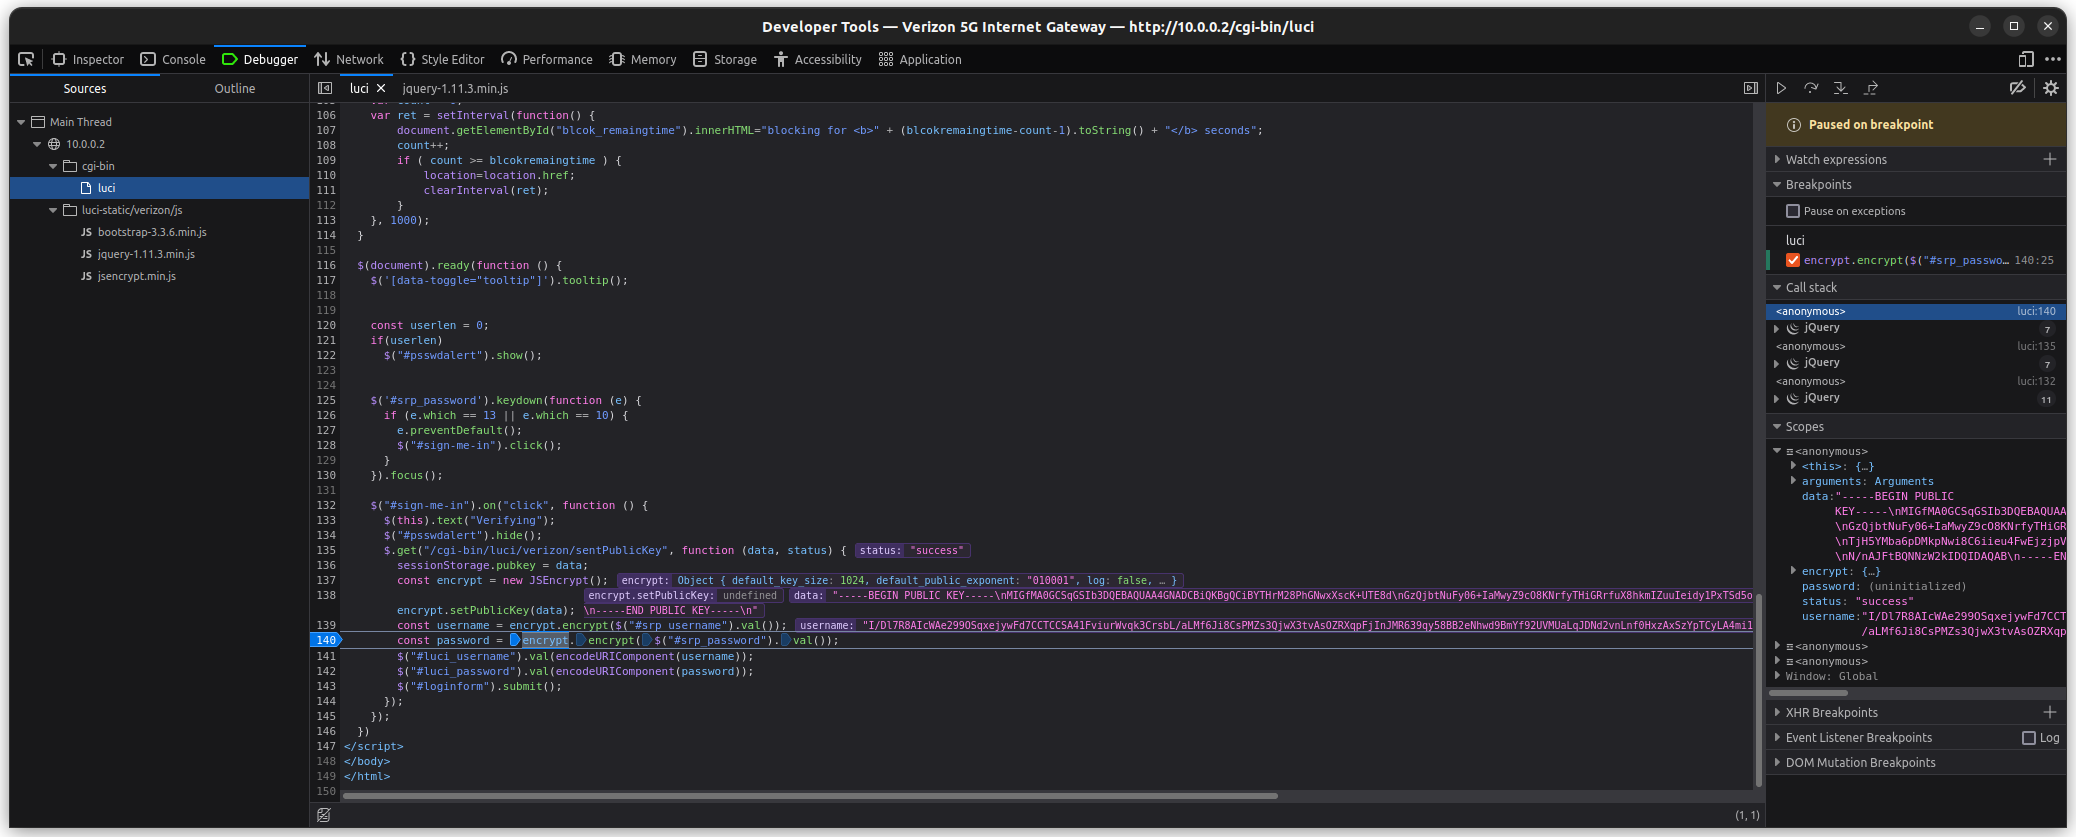 Developer Tools — Verizon 5G Internet Gateway — http://10.0.0.2/cgi-bin/luci
Inspector Console Debugger Network Style Editor Performance Memory Storage Accessibility Application
Sources Outline
Main Thread
10.0.0.2
cgi-bin
luci
luci-static/verizon/js
JS bootstrap-3.3.6.min.js
JS jquery-1.11.3.min.js
JS jsencrypt.min.js
luci jquery-1.11.3.min.js
106 var ret = setInterval(function() {
107 document.getElementById("blcok_remaingtime").innerHTML="blocking for <b>" + (blcokremaingtime-count-1).toString() + "</b> seconds";
108 count++;
109 if ( count >= blcokremaingtime ) {
110 location=location.href;
111 clearInterval(ret);
112 }
113 }, 1000);
114 }
115
116 $(document).ready(function () {
117 $('[data-toggle="tooltip"]').tooltip();
118
119
120 const userlen = 0;
121 if(userlen)
122 $("#psswdalert").show();
123
124
125 $('#srp_password').keydown(function (e) {
126 if (e.which == 13 || e.which == 10) {
127 e.preventDefault();
128 $("#sign-me-in").click();
129 }
130 }).focus();
131
132 $("#sign-me-in").on("click", function () {
133 $(this).text("Verifying");
134 $("#psswdalert").hide();
135 $.get("/cgi-bin/luci/verizon/sentPublicKey", function (data, status) { status: "success"
136 sessionStorage.pubkey = data;
137 const encrypt = new JSEncrypt(); encrypt: Object { default_key_size: 1024, default_public_exponent: "010001", log: false, … }
138 encrypt.setPublicKey: undefined data: "-----BEGIN PUBLIC
encrypt.setPublicKey(data); \n-----END PUBLIC KEY-----\n"
139 const username = encrypt.encrypt($("#srp_username").val()); username:
140 const password = encrypt.encrypt($("#srp_password").val());
141 $("#luci_username").val(encodeURIComponent(username));
142 $("#luci_password").val(encodeURIComponent(password));
143 $("#loginform").submit();
144 });
145 });
146 })
147 </script>
148 </body>
149 </html>
150
(1, 1)
Paused on breakpoint
Watch expressions
Breakpoints
Pause on exceptions
luci
encrypt.encrypt($("#srp_passwo… 140:25
Call stack
<anonymous> luci:140
jQuery 7
<anonymous> luci:135
jQuery 7
<anonymous> luci:132
jQuery 11
Scopes
<anonymous>
<this>: {…}
arguments: Arguments
data:"-----BEGIN PUBLIC
KEY-----\nMIGfMA0GCSqGSIb3DQEBAQUAA
\nGzQjbtNuFy06+IaMwyZ9cO8KNrfyTHiGR
\nTjH5YMba6pDMkpNwi8C6iieu4FwEjzjpV
\nN/nAJFtBQNNzW2kIDQIDAQAB\n-----EN
encrypt: {…}
password: (uninitialized)
status: "success"
username:"I/Dl7R8AIcWAe299OSqxejywFd7CCT
/aLMf6Ji8CsPMZs3QjwX3tvAsOZRXqp
<anonymous>
<anonymous>
Window: Global
XHR Breakpoints
Event Listener Breakpoints Log
DOM Mutation Breakpoints